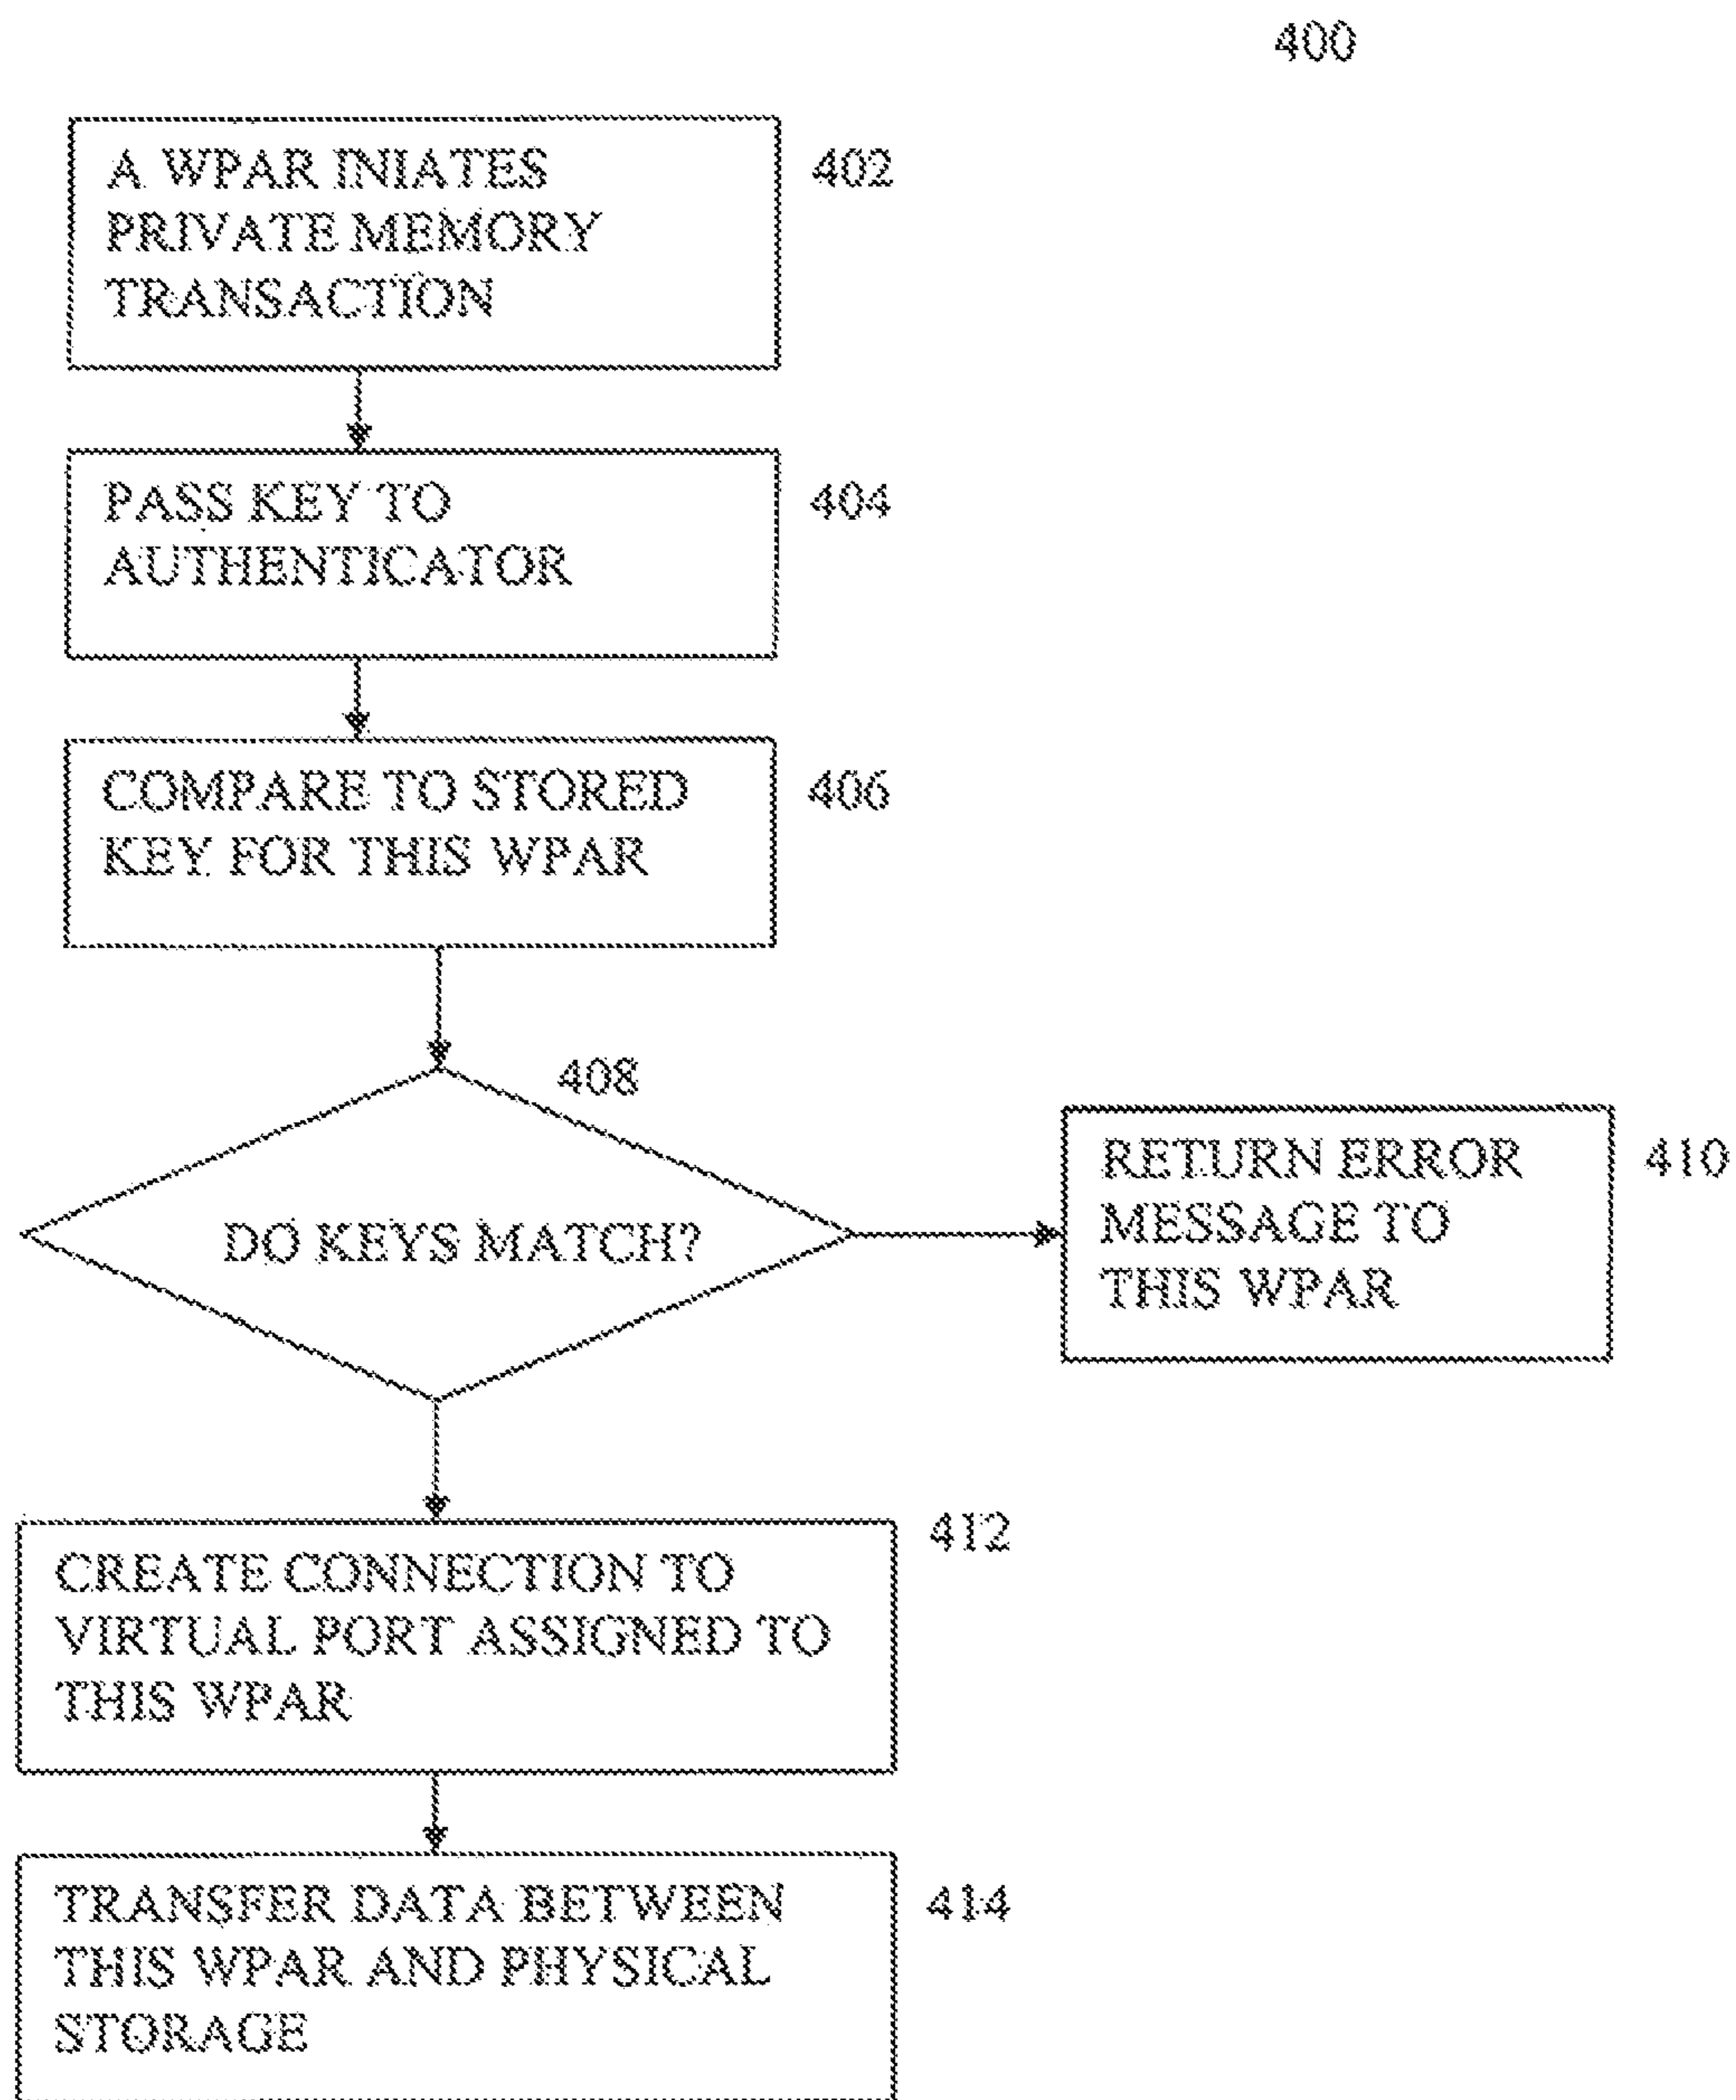 400
A WPAR INIATES
PRIVATE MEMORY
TRANSACTION
402
PASS KEY TO
AUTHENTICATOR
404
COMPARE TO STORED
KEY FOR THIS WPAR
406
408
DO KEYS MATCH?
RETURN ERROR
MESSAGE TO
THIS WPAR
410
CREATE CONNECTION TO
VIRTUAL PORT ASSIGNED TO
THIS WPAR
412
TRANSFER DATA BETWEEN
THIS WPAR AND PHYSICAL
STORAGE
414